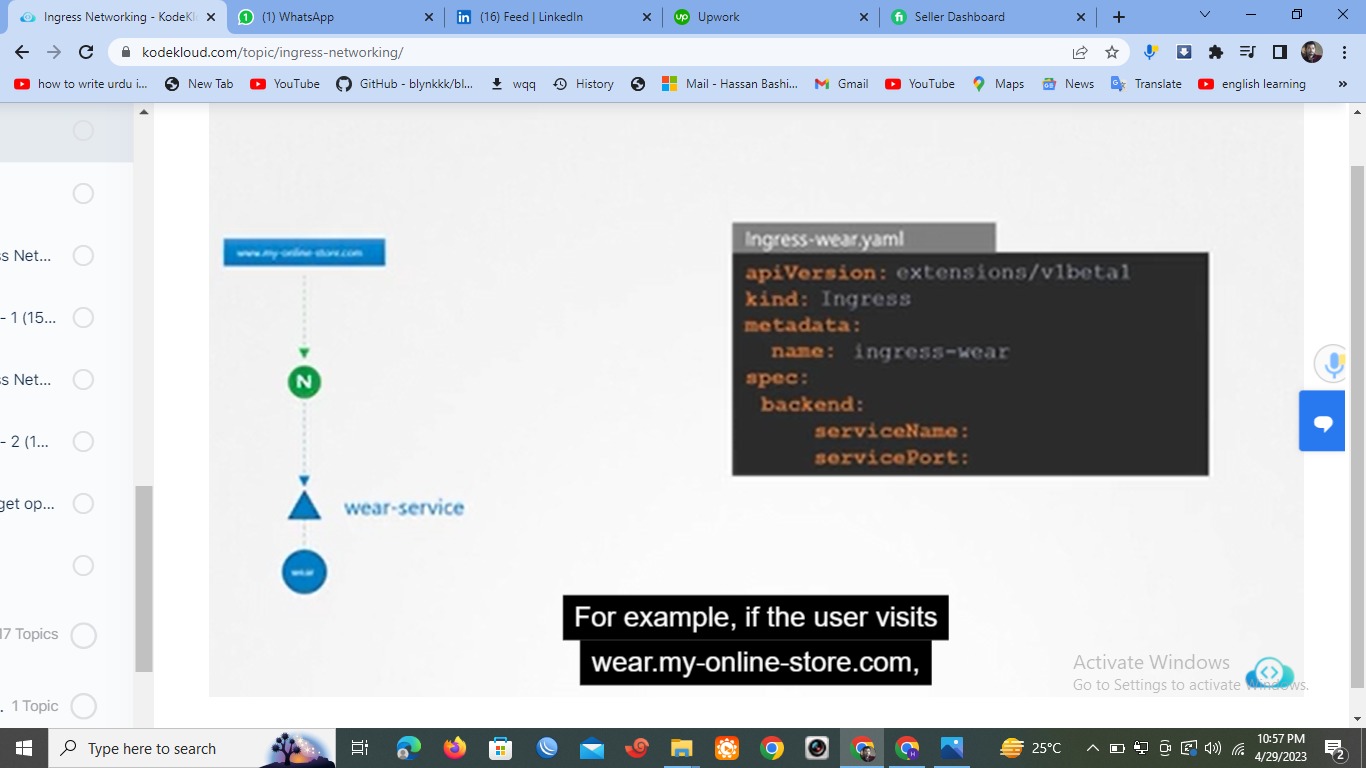 Ingress Networking - KodeKl
(1) WhatsApp
(16) Feed | LinkedIn
Upwork
Seller Dashboard
kodekloud.com/topic/ingress-networking/
how to write urdu i...
New Tab
YouTube
GitHub - blynkkk/bl...
wqq
History
Mail - Hassan Bashi...
Gmail
YouTube
Maps
News
Translate
english learning
»
s Net...
- 1 (15...
ss Net...
- 2 (1...
get op...
17 Topics
. 1 Topic
www.my-online-store.com
N
wear-service
wear
Ingress-wear.yaml
apiVersion: extensions/v1beta1
kind: Ingress
metadata:
name: ingress-wear
spec:
backend:
serviceName:
servicePort:
For example, if the user visits
wear.my-online-store.com,
Activate Windows
Go to Settings to activate Windows.
Type here to search
25°C
10:57 PM
4/29/2023
2